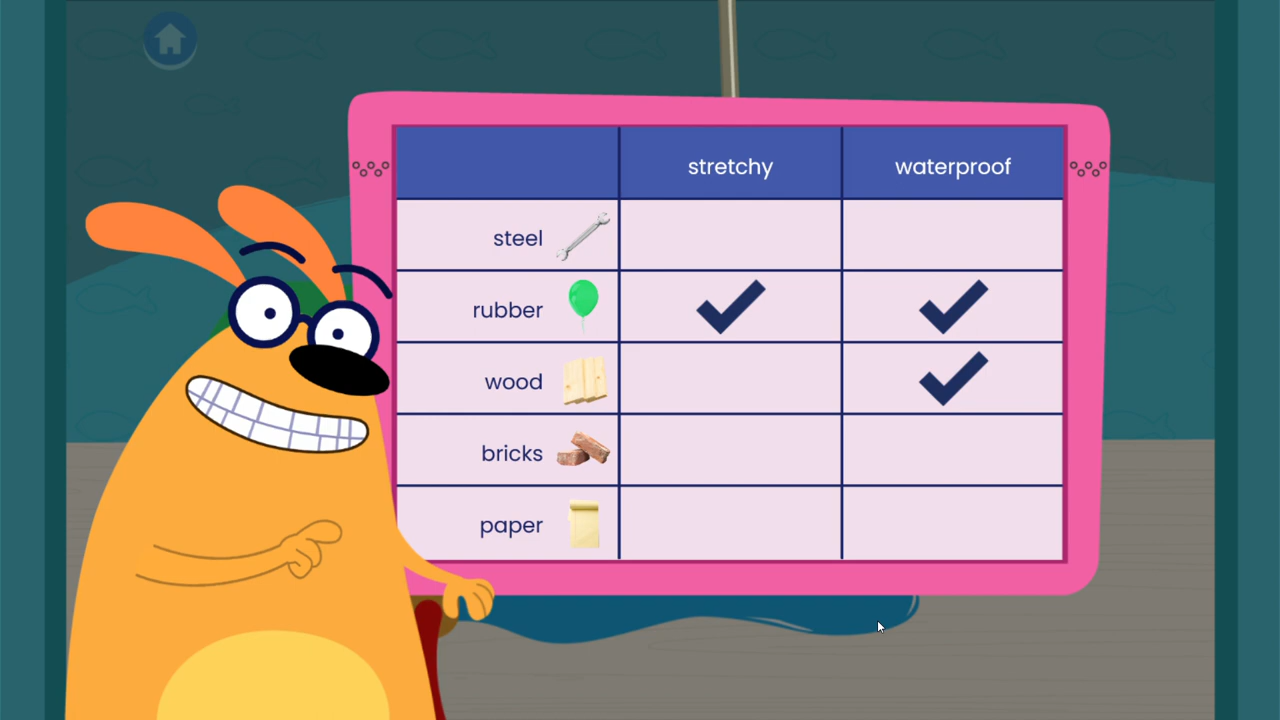 stretchy waterproof
steel
rubber
wood
bricks
paper